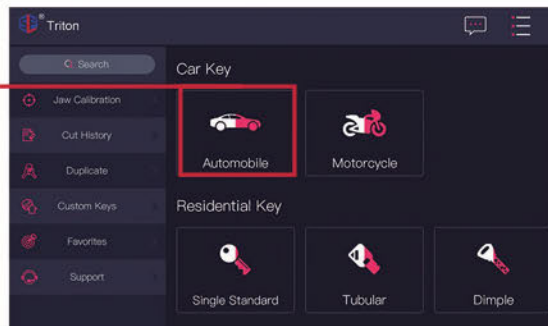 Triton
Search
Jaw Calibration
Cut History
Duplicate
Custom Keys
Favorites
Support
Car Key
Automobile
Motorcycle
Residential Key
Single Standard
Tubular
Dimple